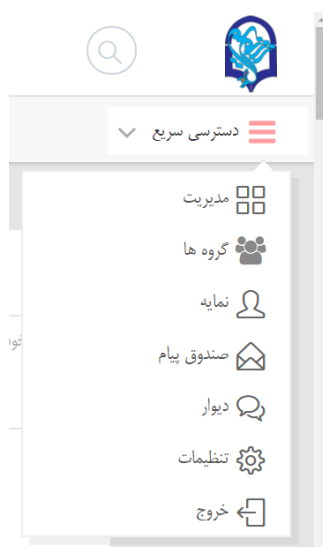 دسترسی سریع
مدیریت
گروه ها
نمایه
صندوق پیام
دیوار
تنظیمات
خروج